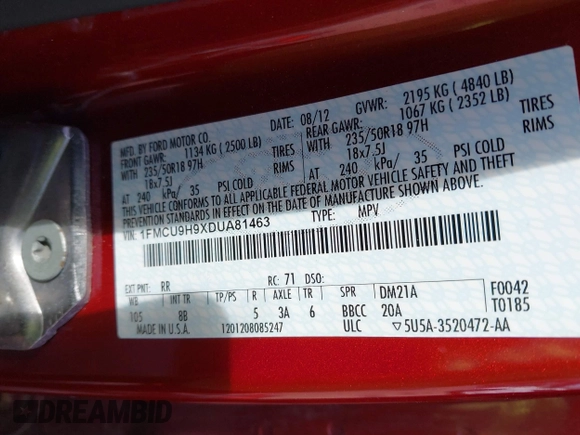 MFD. BY FORD MOTOR CO.
DATE: 08/12 GVWR: 2195 KG ( 4840 LB)
FRONT GAWR: 1134 KG ( 2500 LB) REAR GAWR: 1067 KG ( 2352 LB)
WITH 235/50R18 97H TIRES WITH 235/50R18 97H TIRES
18x7.5J RIMS 18x7.5J RIMS
AT 240 kPa/ 35 PSI COLD AT 240 kPa/ 35 PSI COLD
THIS VEHICLE CONFORMS TO ALL APPLICABLE FEDERAL MOTOR VEHICLE SAFETY AND THEFT
PREVENTION STANDARDS IN EFFECT ON THE DATE OF MANUFACTURE SHOWN ABOVE.
VIN: 1FMCU9H9XDUA81463 TYPE: MPV
EXT PNT: RR RC: 71 DSO:
WB INT TR TP/PS R AXLE TR SPR DM21A F0042
105 8B 5 3A 6 BBCC 20A T0185
MADE IN U.S.A. 1201208085247 ULC ▽5U5A-3520472-AA
DREAMBID